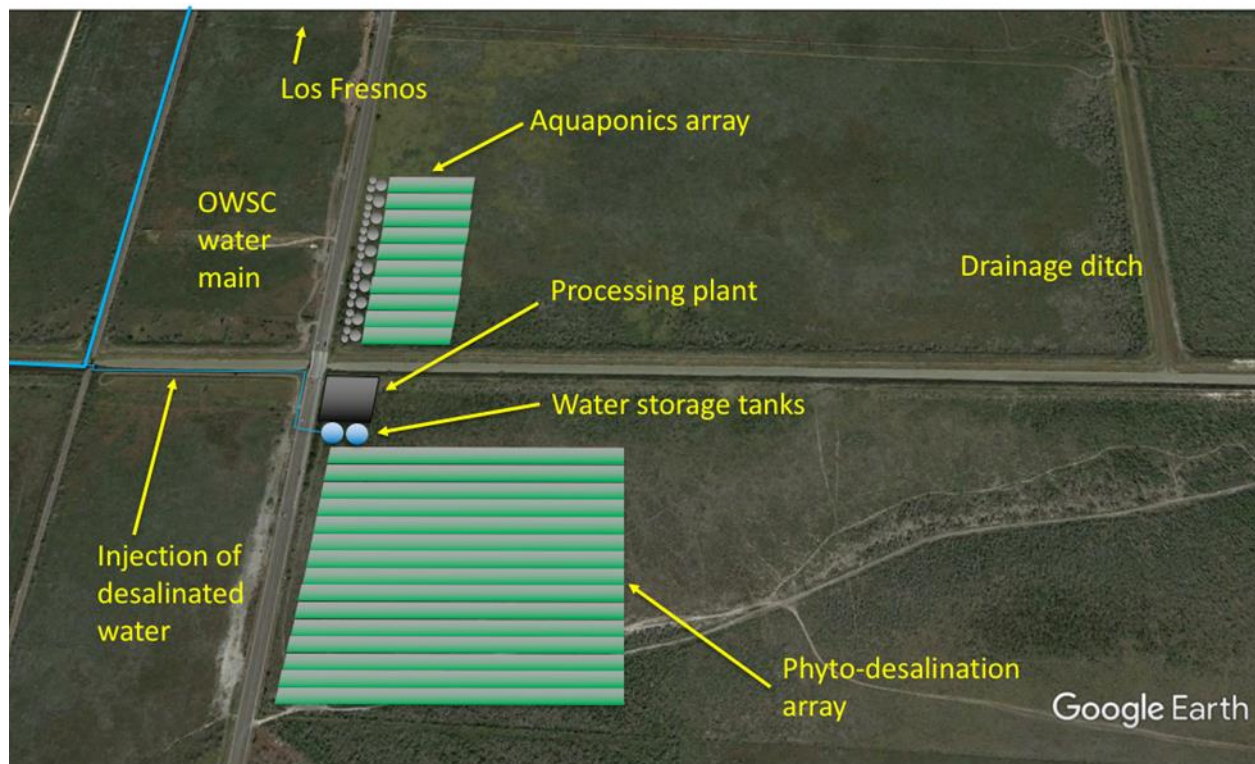 Los Fresnos
Aquaponics array
OWSC
water
main
Drainage ditch
Processing plant
Water storage tanks
Injection of
desalinated
water
Phyto-desalination
array
Google Earth